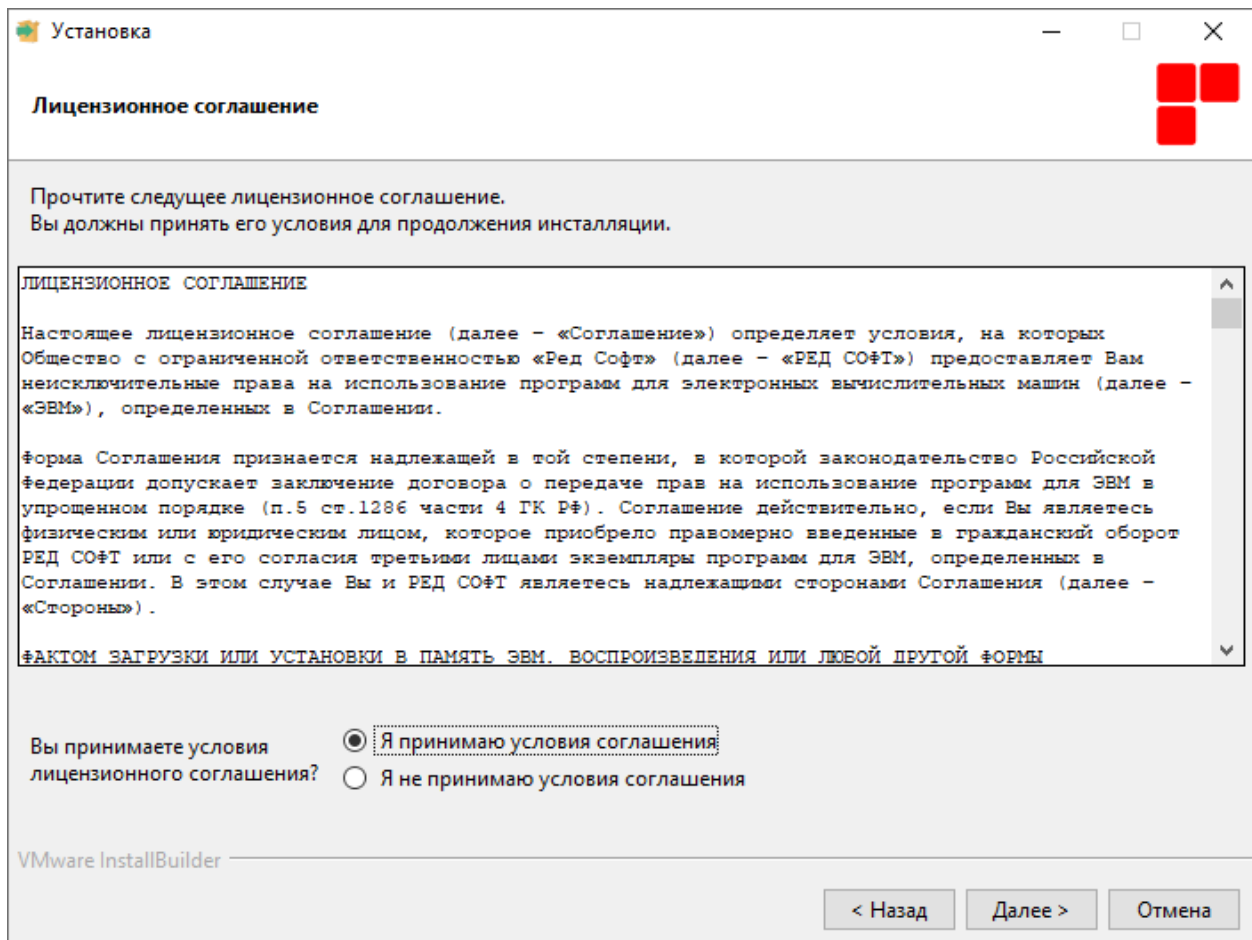 Установка
Лицензионное соглашение
Прочтите следущее лицензионное соглашение.
Вы должны принять его условия для продолжения инсталляции.
ЛИЦЕНЗИОННОЕ СОГЛАШЕНИЕ
Настоящее лицензионное соглашение (далее – «Соглашение») определяет условия, на которых
Общество с ограниченной ответственностью «Ред Софт» (далее – «РЕД СОФТ») предоставляет Вам
неисключительные права на использование программ для электронных вычислительных машин (далее –
«ЭВМ»), определенных в Соглашении.
Форма Соглашения признается надлежащей в той степени, в которой законодательство Российской
Федерации допускает заключение договора о передаче прав на использование программ для ЭВМ в
упрощенном порядке (п.5 ст.1286 части 4 ГК РФ). Соглашение действительно, если Вы являетесь
физическим или юридическим лицом, которое приобрело правомерно введенные в гражданский оборот
РЕД СОФТ или с его согласия третьими лицами экземпляры программ для ЭВМ, определенных в
Соглашении. В этом случае Вы и РЕД СОФТ являетесь надлежащими сторонами Соглашения (далее –
«Стороны»).
ФАКТОМ ЗАГРУЗКИ ИЛИ УСТАНОВКИ В ПАМЯТЬ ЭВМ, ВОСПРОИЗВЕДЕНИЯ ИЛИ ЛЮБОЙ ДРУГОЙ ФОРМЫ
Вы принимаете условия
лицензионного соглашения?
Я принимаю условия соглашения
Я не принимаю условия соглашения
VMware InstallBuilder
< Назад
Далее >
Отмена